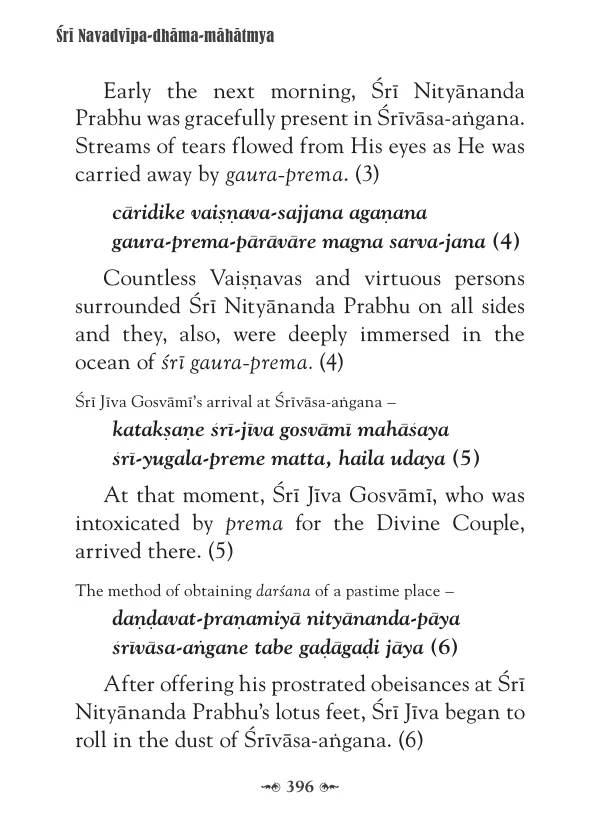 Śrī Navadvīpa-dhāma-māhātmya
Early the next morning, Śrī Nityānanda
Prabhu was gracefully present in Śrīvāsa-aṅgana.
Streams of tears flowed from His eyes as He was
carried away by gaura-prema. (3)
cāridike vaiṣṇava-sajjana agaṇana
gaura-prema-pārāvāre magna sarva-jana (4)
Countless Vaiṣṇavas and virtuous persons
surrounded Śrī Nityānanda Prabhu on all sides
and they, also, were deeply immersed in the
ocean of śrī gaura-prema. (4)
Śrī Jīva Gosvāmī’s arrival at Śrīvāsa-aṅgana –
katakṣaṇe śrī-jīva gosvāmī mahāśaya
śrī-yugala-preme matta, haila udaya (5)
At that moment, Śrī Jīva Gosvāmī, who was
intoxicated by prema for the Divine Couple,
arrived there. (5)
The method of obtaining darśana of a pastime place –
daṇḍavat-praṇamiyā nityānanda-pāya
śrīvāsa-aṅgane tabe gaḍāgaḍi jāya (6)
After offering his prostrated obeisances at Śrī
Nityānanda Prabhu’s lotus feet, Śrī Jīva began to
roll in the dust of Śrīvāsa-aṅgana. (6)
396